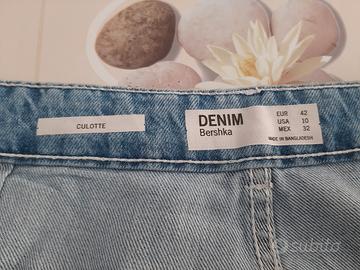 CULOTTE
DENIM
Bershka
EUR 42
USA 10
MEX 32
MADE IN BANGLADESH
subito